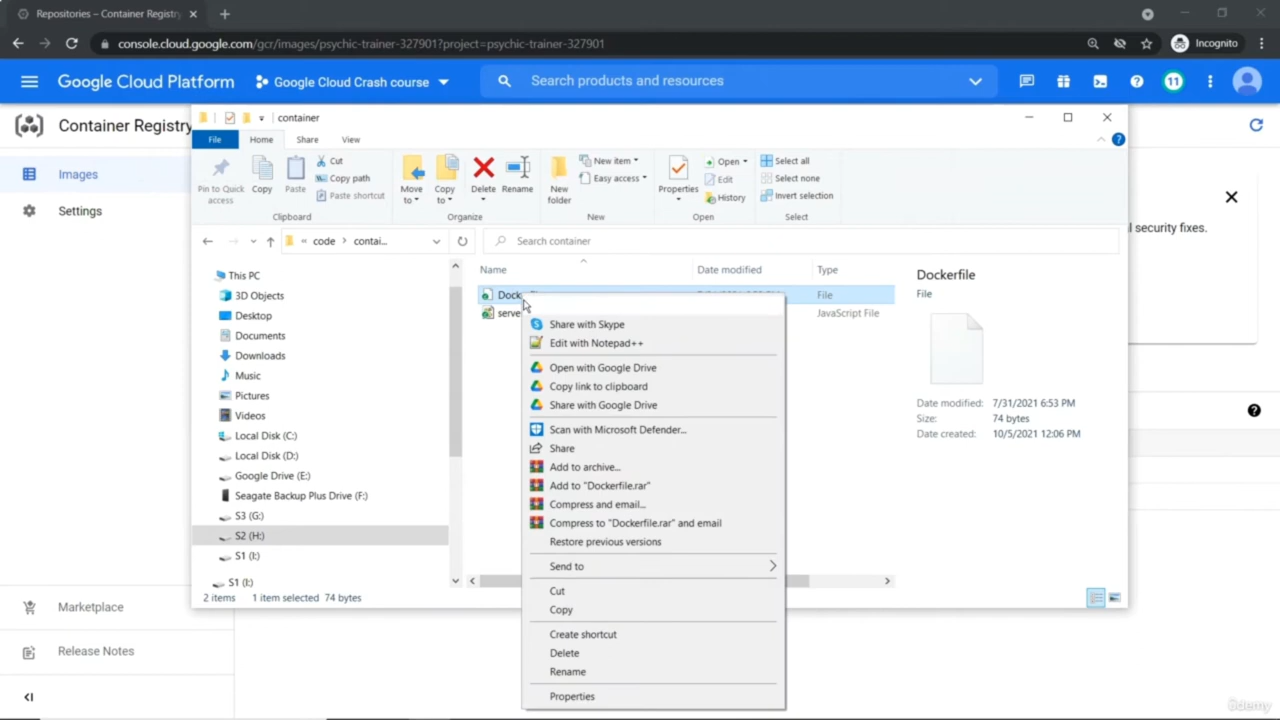 Repositories – Container Registry
console.cloud.google.com/gcr/images/psychic-trainer-327901?project=psychic-trainer-327901
Incognito
Google Cloud Platform
Google Cloud Crash course
Search products and resources
11
Container Registry
Images
Settings
Marketplace
Release Notes
l security fixes.
container
File
Home
Share
View
Pin to Quick access
Copy
Paste
Cut
Copy path
Paste shortcut
Clipboard
Move to
Copy to
Delete
Rename
Organize
New folder
New item
Easy access
New
Properties
Open
Edit
History
Open
Select all
Select none
Invert selection
Select
« code > contai...
Search container
This PC
3D Objects
Desktop
Documents
Downloads
Music
Pictures
Videos
Local Disk (C:)
Local Disk (D:)
Google Drive (E:)
Seagate Backup Plus Drive (F:)
S3 (G:)
S2 (H:)
S1 (I:)
S1 (I:)
Name
Date modified
Type
Dock
File
serve
JavaScript File
Share with Skype
Edit with Notepad++
Open with Google Drive
Copy link to clipboard
Share with Google Drive
Scan with Microsoft Defender...
Share
Add to archive...
Add to "Dockerfile.rar"
Compress and email...
Compress to "Dockerfile.rar" and email
Restore previous versions
Send to
Cut
Copy
Create shortcut
Delete
Rename
Properties
Dockerfile
File
Date modified: 7/31/2021 6:53 PM
Size: 74 bytes
Date created: 10/5/2021 12:06 PM
2 items
1 item selected 74 bytes
ûdemy